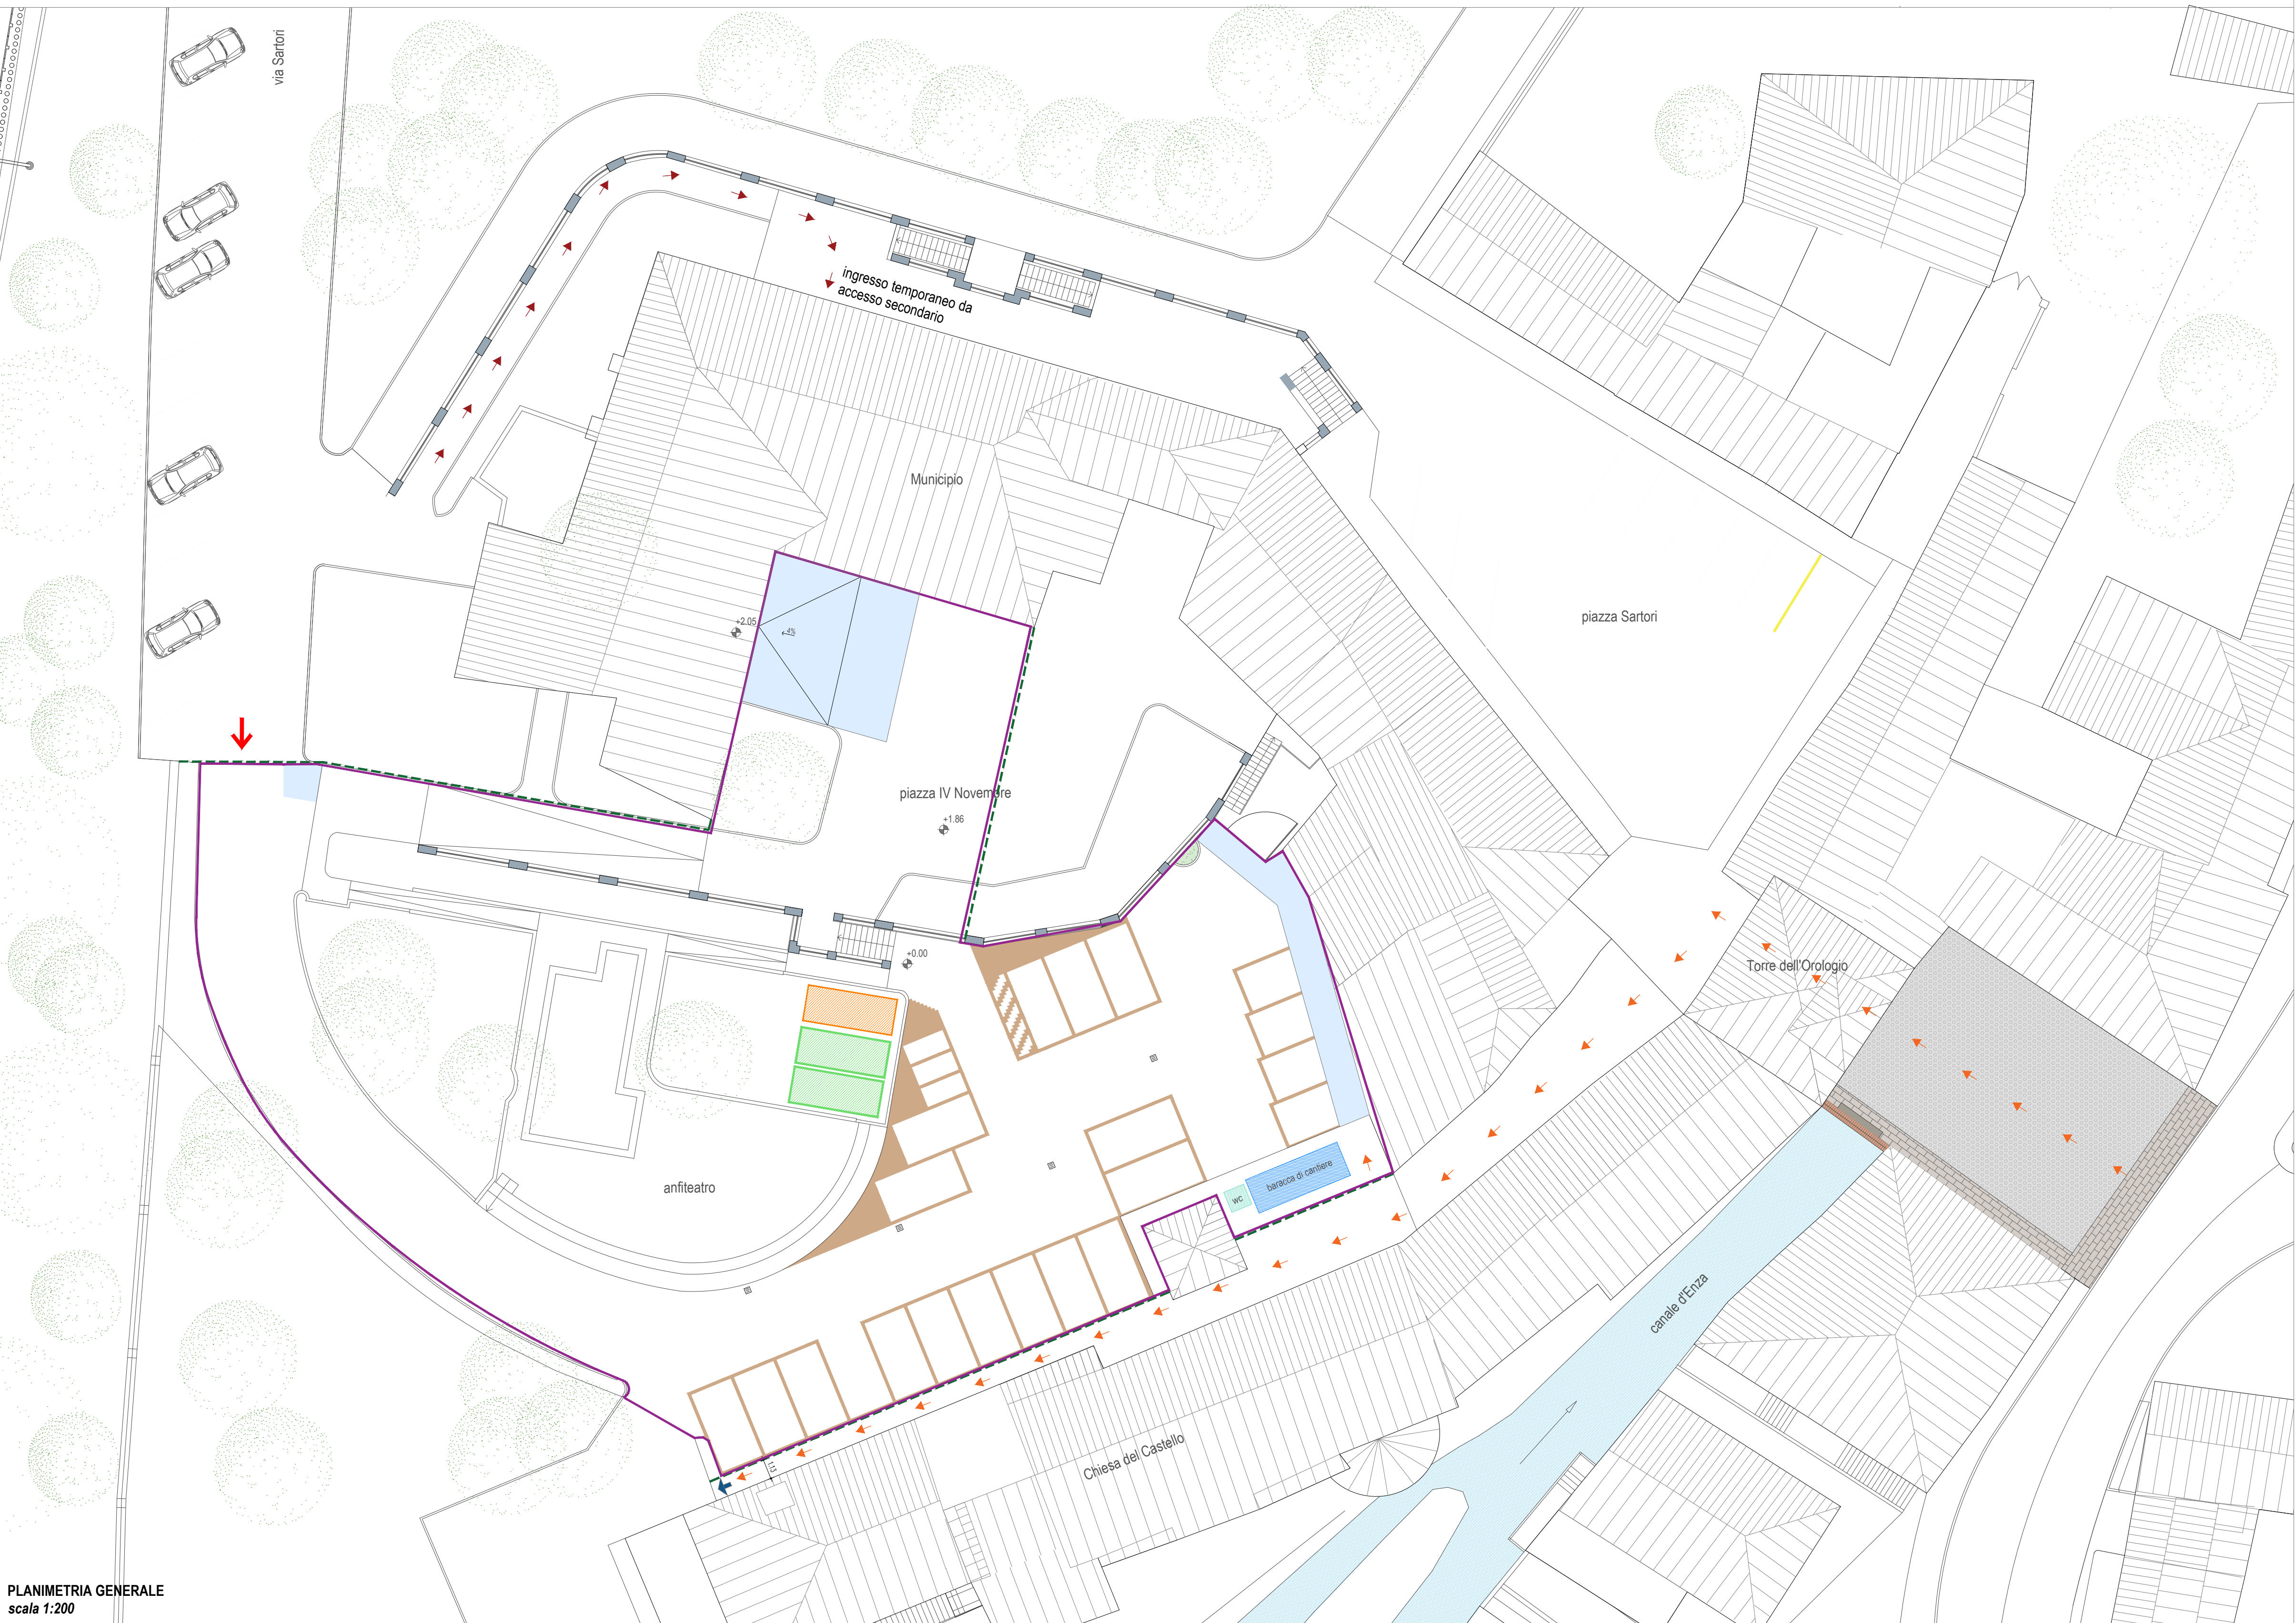 via Sartori
ingresso temporaneo da
accesso secondario
Municipio
piazza Sartori
+2.05
4%
piazza IV Novembre
+1.86
+0.00
Torre dell'Orologio
anfiteatro
baracca di cantiere
wc
canale d'Enza
Chiesa del Castello
PLANIMETRIA GENERALE
scala 1:200